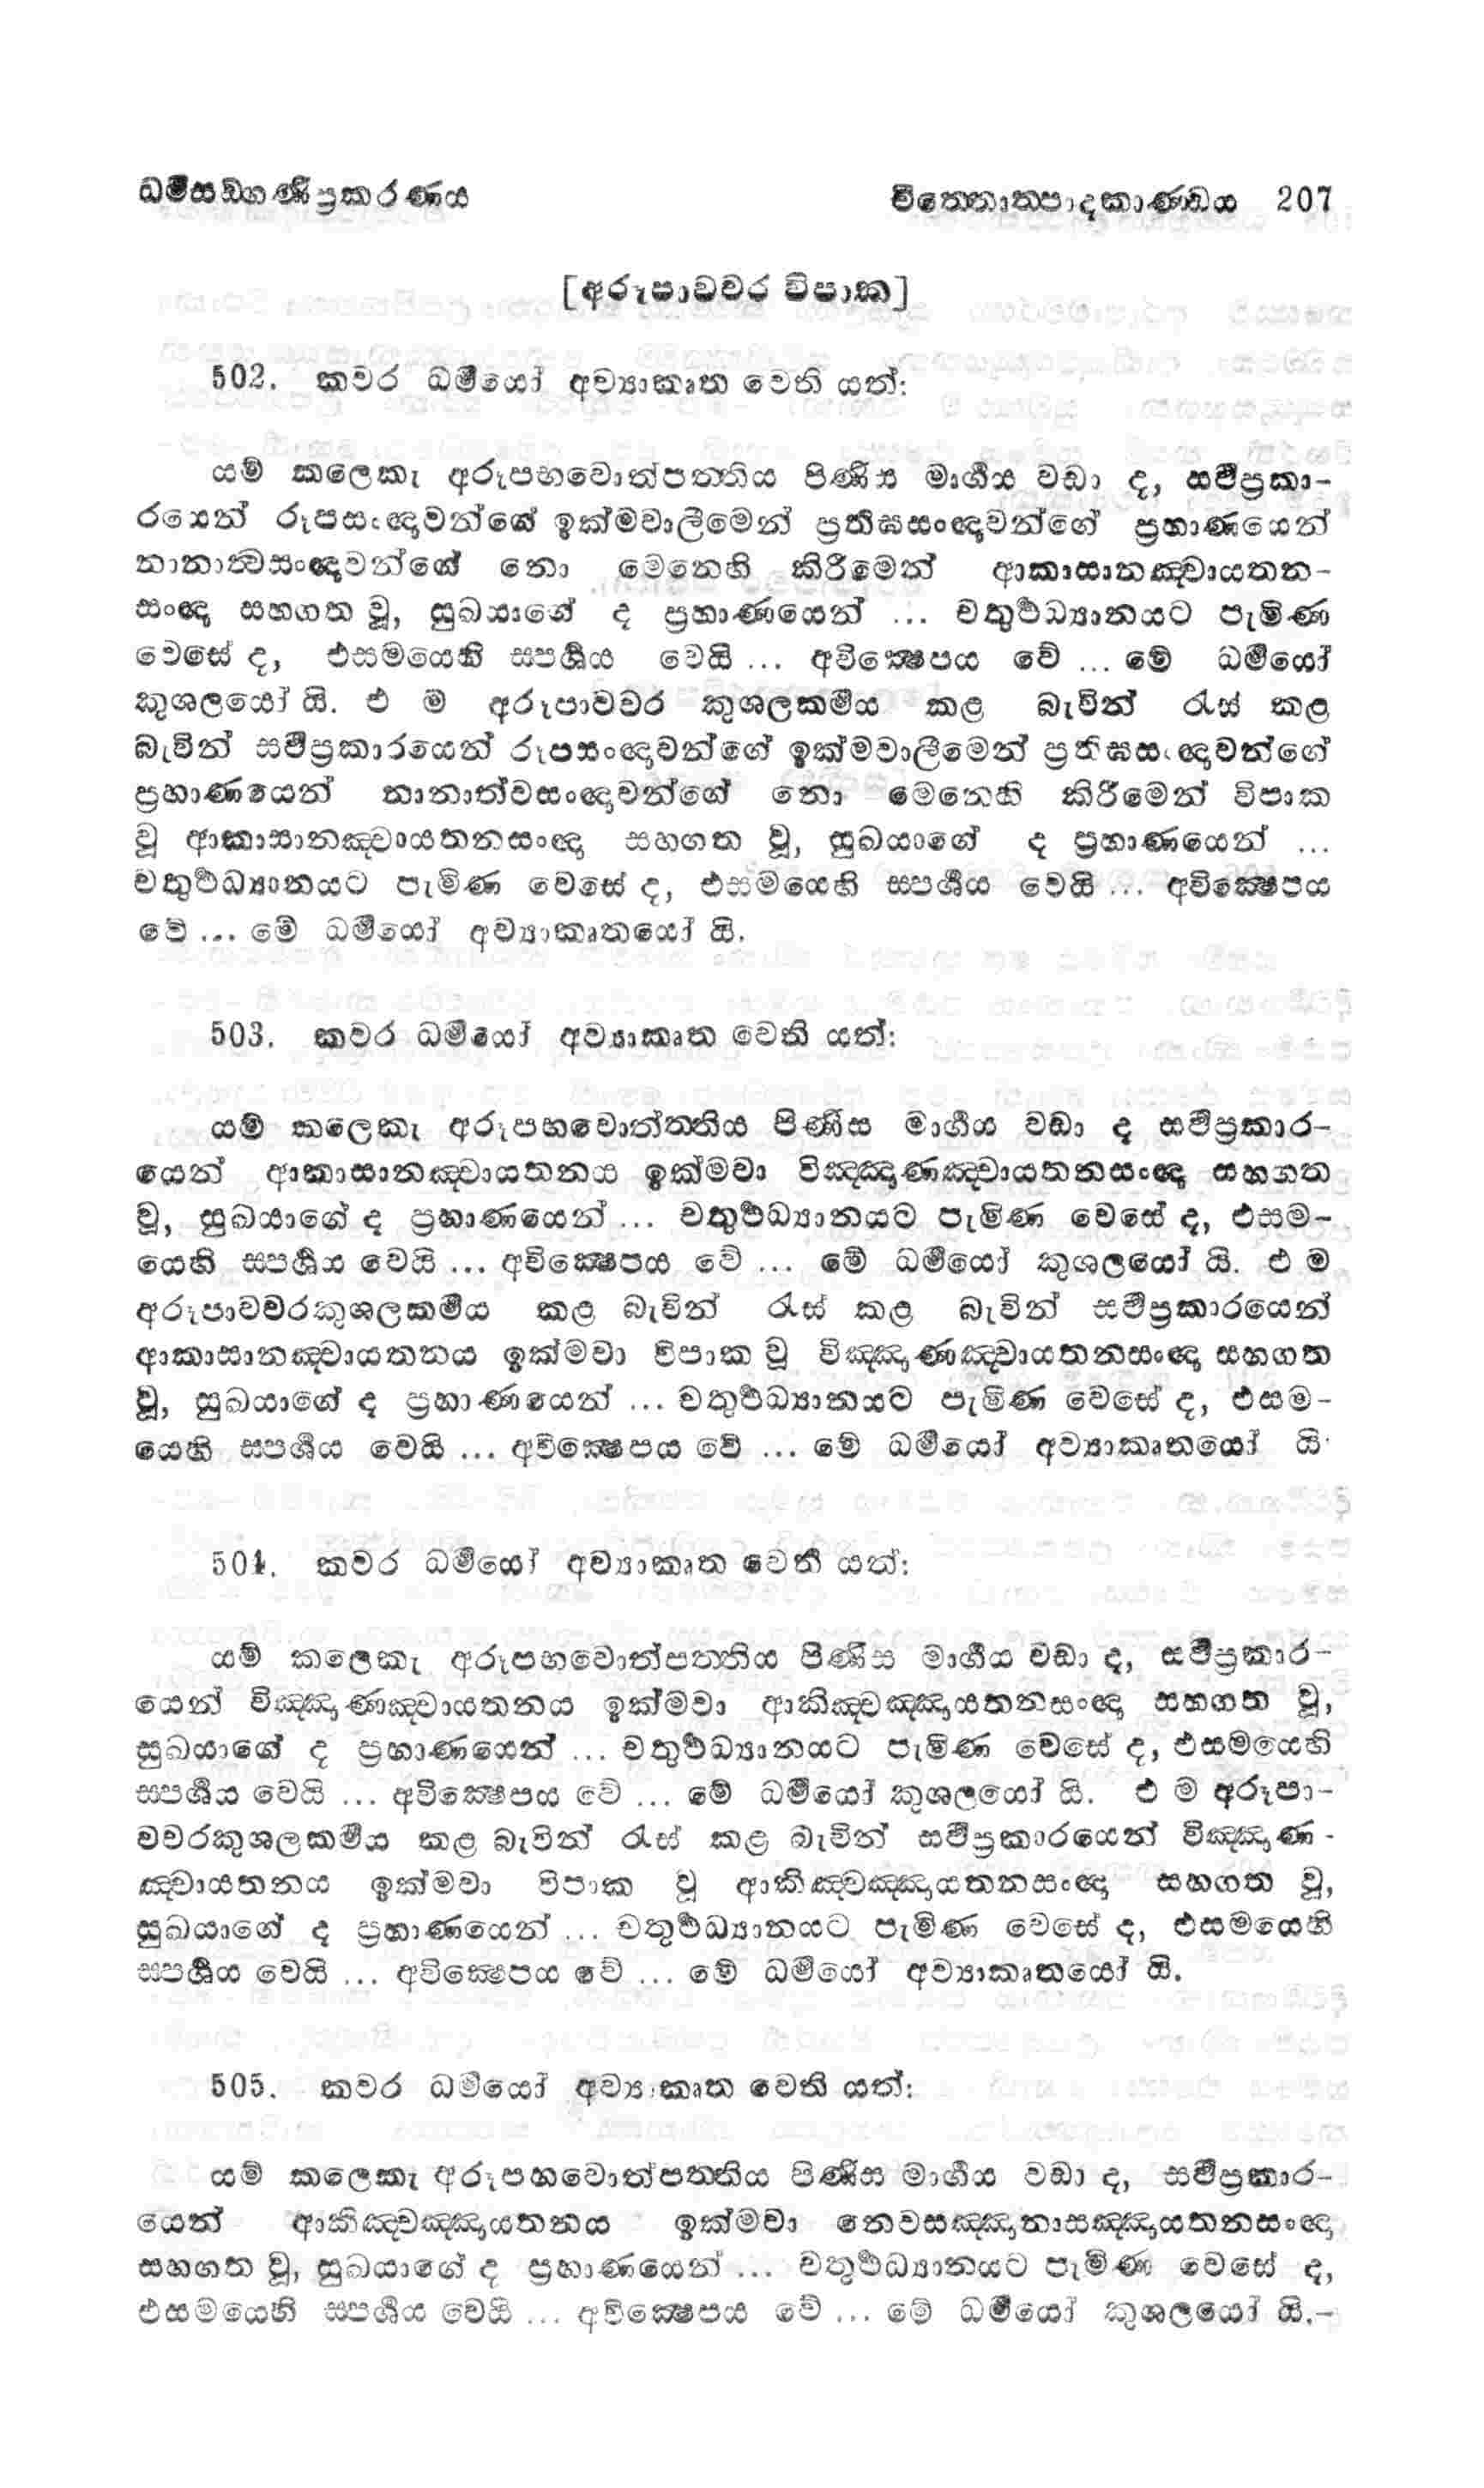 ධර්මසඞ්ගණීප්‍රකරණය චිත්තොත්පාදකාණ්ඩය 207
[අරූපාවචර විපාක]
502. කවර ධර්මයෝ අව්‍යාකෘත වෙති යත්:
යම් කලෙකැ අරූපභවොත්පත්තිය පිණිස මාර්ගය වඩා ද, සර්වප්‍රකා-
රයෙන් රූපසංඥාවන්ගේ ඉක්මවාලීමෙන් ප්‍රතිඝසංඥාවන්ගේ ප්‍රහාණයෙන්
නානාත්වසංඥාවන්ගේ නො මෙනෙහි කිරීමෙන් ආකාසානඤ්චායතන-
සංඥා සහගත වූ, සුඛයාගේ ද ප්‍රහාණයෙන් ... චතුර්ථධ්‍යානයට පැමිණ
වෙසේ ද, එසමයෙහි ස්පර්ශය වෙයි ... අවික්ෂෙපය වේ ... මේ ධර්මයෝ
කුශලයෝ යි. එ ම අරූපාවචර කුශලකර්මය කළ බැවින් රැස් කළ
බැවින් සර්වප්‍රකාරයෙන් රූපසංඥාවන්ගේ ඉක්මවාලීමෙන් ප්‍රතිඝසංඥාවන්ගේ
ප්‍රහාණයෙන් නානාත්වසංඥාවන්ගේ නො මෙනෙහි කිරීමෙන් විපාක
වූ ආකාසානඤ්චායතනසංඥා සහගත වූ, සුඛයාගේ ද ප්‍රහාණයෙන් ...
චතුර්ථධ්‍යානයට පැමිණ වෙසේ ද, එසමයෙහි ස්පර්ශය වෙයි ... අවික්ෂෙපය
වේ ... මේ ධර්මයෝ අව්‍යාකෘතයෝ යි.
503. කවර ධර්මයෝ අව්‍යාකෘත වෙති යත්:
යම් කලෙකැ අරූපභවොත්තත්තිය පිණිස මාර්ගය වඩා ද සර්වප්‍රකාර-
යෙන් ආකාසානඤ්චායතනය ඉක්මවා විඤ්ඤාණඤ්චායතනසංඥා සහගත
වූ, සුඛයාගේ ද ප්‍රහාණයෙන් ... චතුර්ථධ්‍යානයට පැමිණ වෙසේ ද, එසම-
යෙහි ස්පර්ශය වෙයි ... අවික්ෂෙපය වේ ... මේ ධර්මයෝ කුශලයෝ යි. එ ම
අරූපාවචරකුශලකර්මය කළ බැවින් රැස් කළ බැවින් සර්වප්‍රකාරයෙන්
ආකාසානඤ්චායතනය ඉක්මවා විපාක වූ විඤ්ඤාණඤ්චායතනසංඥා සහගත
වූ, සුඛයාගේ ද ප්‍රහාණයෙන් ... චතුර්ථධ්‍යානයට පැමිණ වෙසේ ද, එසම-
යෙහි ස්පර්ශය වෙයි ... අවික්ෂෙපය වේ ... මේ ධර්මයෝ අව්‍යාකෘතයෝ යි.
504. කවර ධර්මයෝ අව්‍යාකෘත වෙති යත්:
යම් කලෙකැ අරූපභවොත්පත්තිය පිණිස මාර්ගය වඩා ද, සර්වප්‍රකාර-
යෙන් විඤ්ඤාණඤ්චායතනය ඉක්මවා ආකිඤ්චඤ්ඤායතනසංඥා සහගත වූ,
සුඛයාගේ ද ප්‍රහාණයෙන් ... චතුර්ථධ්‍යානයට පැමිණ වෙසේ ද, එසමයෙහි
ස්පර්ශය වෙයි ... අවික්ෂෙපය වේ ... මේ ධර්මයෝ කුශලයෝ යි. එ ම අරූපා-
වචරකුශලකර්මය කළ බැවින් රැස් කළ බැවින් සර්වප්‍රකාරයෙන් විඤ්ඤාණ-
ඤ්චායතනය ඉක්මවා විපාක වූ ආකිඤ්චඤ්ඤායතනසංඥා සහගත වූ,
සුඛයාගේ ද ප්‍රහාණයෙන් ... චතුර්ථධ්‍යානයට පැමිණ වෙසේ ද, එසමයෙහි
ස්පර්ශය වෙයි ... අවික්ෂෙපය වේ ... මේ ධර්මයෝ අව්‍යාකෘතයෝ යි.
505. කවර ධර්මයෝ අව්‍යාකෘත වෙති යත්:
යම් කලෙකැ අරූපභවොත්පත්තිය පිණිස මාර්ගය වඩා ද, සර්වප්‍රකාර-
යෙන් ආකිඤ්චඤ්ඤායතනය ඉක්මවා නෙවසඤ්ඤානාසඤ්ඤායතනසංඥා
සහගත වූ, සුඛයාගේ ද ප්‍රහාණයෙන් ... චතුර්ථධ්‍යානයට පැමිණ වෙසේ ද,
එසමයෙහි ස්පර්ශය වෙයි ... අවික්ෂෙපය වේ ... මේ ධර්මයෝ කුශලයෝ යි.-